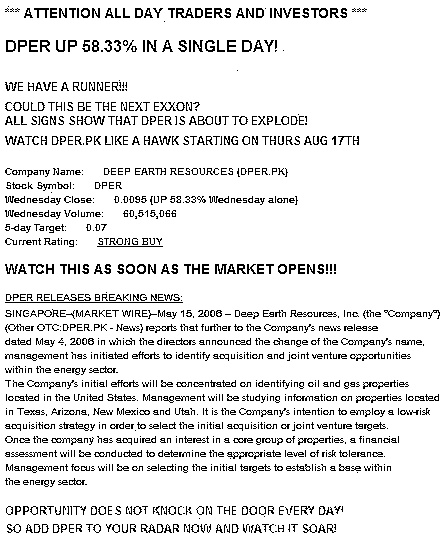 *** ATTENTION ALL DAY TRADERS AND INVESTORS ***
DPER UP 58.33% IN A SINGLE DAY!
WE HAVE A RUNNER!!!
COULD THIS BE THE NEXT EXXON?
ALL SIGNS SHOW THAT DPER IS ABOUT TO EXPLODE!
WATCH DPER.PK LIKE A HAWK STARTING ON THURS AUG 17TH
Company Name: DEEP EARTH RESOURCES (DPER.PK)
Stock Symbol: DPER
Wednesday Close: 0.0095 (UP 58.33% Wednesday alone)
Wednesday Volume: 60,515,066
5-day Target: 0.07
Current Rating: STRONG BUY
WATCH THIS AS SOON AS THE MARKET OPENS!!!
DPER RELEASES BREAKING NEWS:
SINGAPORE--(MARKET WIRE)--May 15, 2006 -- Deep Earth Resources, Inc. (the "Company")
(Other OTC:DPER.PK - News) reports that further to the Company's news release
dated May 4, 2006 in which the directors announced the change of the Company's name,
management has initiated efforts to identify acquisition and joint venture opportunities
within the energy sector.
The Company's initial efforts will be concentrated on identifying oil and gas properties
located in the United States. Management will be studying information on properties located
in Texas, Arizona, New Mexico and Utah. It is the Company's intention to employ a low-risk
acquisition strategy in order to select the initial acquisition or joint venture targets.
Once the company has acquired an interest in a core group of properties, a financial
assessment will be conducted to determine the appropriate level of risk tolerance.
Management focus will be on selecting the initial targets to establish a base within
the energy sector.
OPPORTUNITY DOES NOT KNOCK ON THE DOOR EVERY DAY!
SO ADD DPER TO YOUR RADAR NOW AND WATCH IT SOAR!